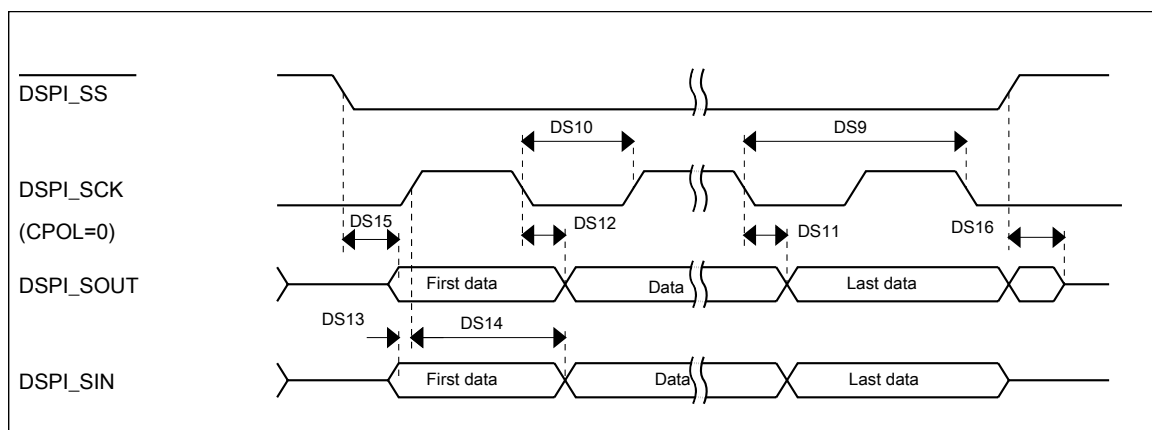 DSPI_SS
DS10
DS9
DSPI_SCK
(CPOL=0)
DS15
DS12
DS11
DS16
DSPI_SOUT
First data
Data
Last data
DS13
DS14
DSPI_SIN
First data
Data
Last data